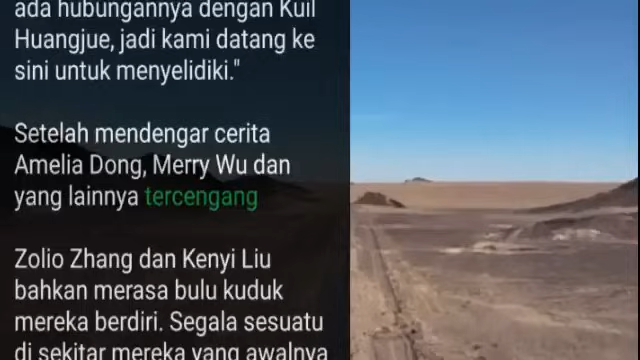 ada hubungannya dengan Kuil
Huangjue, jadi kami datang ke
sini untuk menyelidiki."
Setelah mendengar cerita
Amelia Dong, Merry Wu dan
yang lainnya tercengang
Zolio Zhang dan Kenyi Liu
bahkan merasa bulu kuduk
mereka berdiri. Segala sesuatu
di sekitar mereka yang awalnya